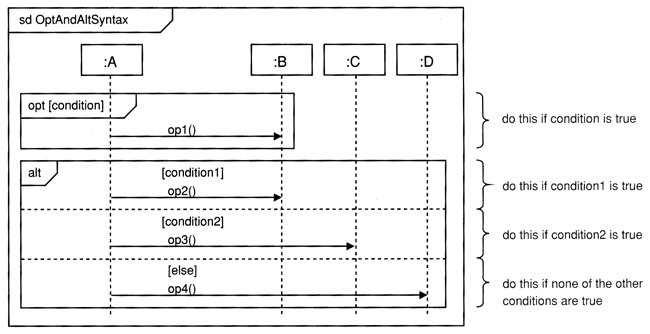 sd OptAndAltSyntax
:A
:B
:C
:D
opt [condition]
op1()
do this if condition is true
alt
[condition1]
op2()
do this if condition1 is true
[condition2]
op3()
do this if condition2 is true
[else]
op4()
do this if none of the other
conditions are true